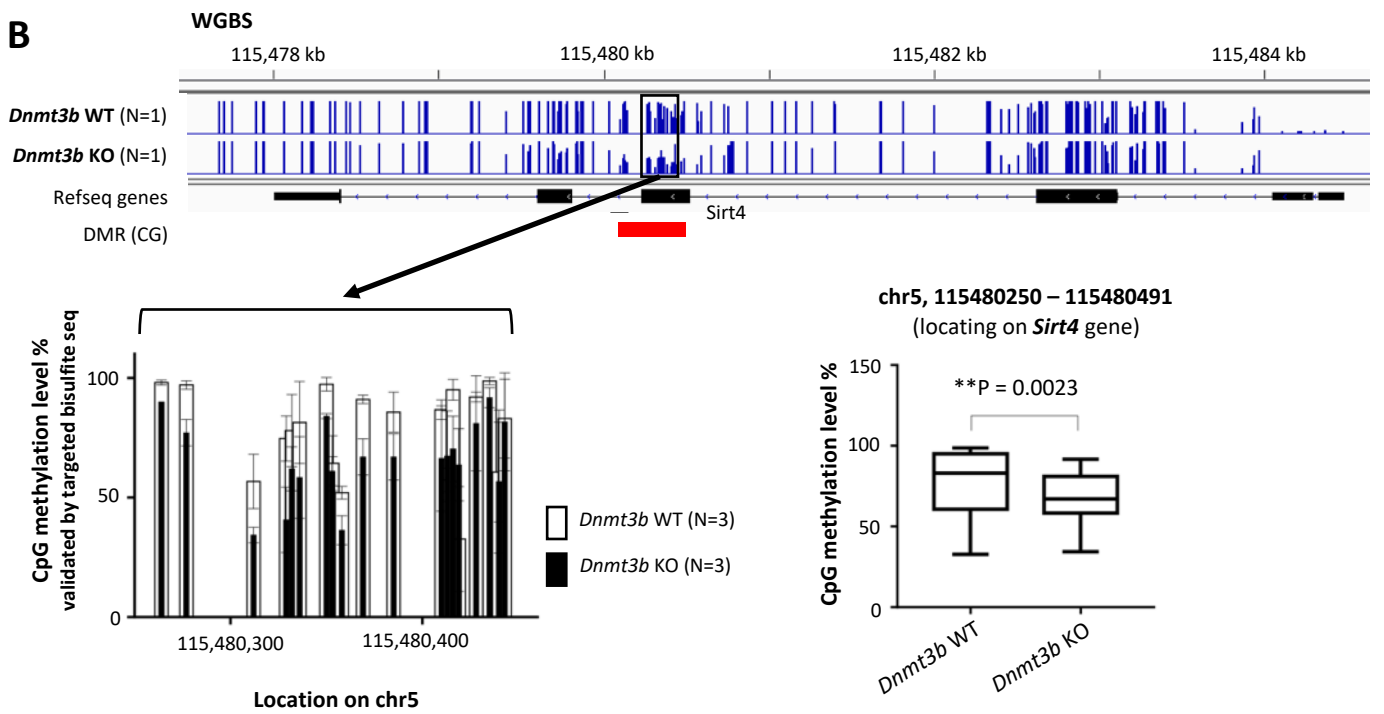 B
WGBS
115,478 kb 115,480 kb 115,482 kb 115,484 kb
Dnmt3b WT (N=1)
Dnmt3b KO (N=1)
Refseq genes
Sirt4
DMR (CG)
CpG methylation level %
validated by targeted bisulfite seq
100
50
0
115,480,300 115,480,400
Location on chr5
Dnmt3b WT (N=3)
Dnmt3b KO (N=3)
chr5, 115480250 – 115480491
(locating on Sirt4 gene)
CpG methylation level %
150
100
50
0
**P = 0.0023
Dnmt3b WT
Dnmt3b KO